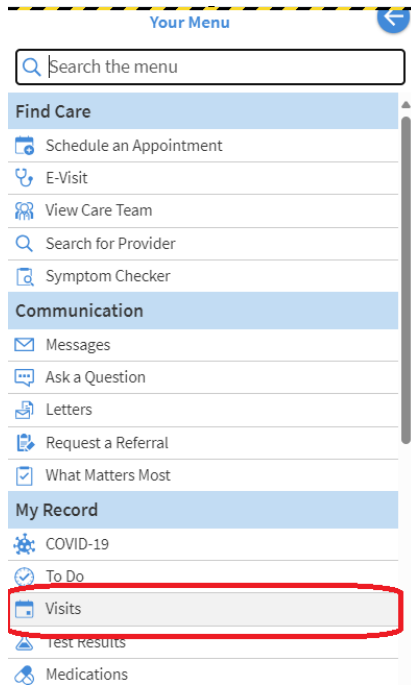 Your Menu
Search the menu
Find Care
Schedule an Appointment
E-Visit
View Care Team
Search for Provider
Symptom Checker
Communication
Messages
Ask a Question
Letters
Request a Referral
What Matters Most
My Record
COVID-19
To Do
Visits
Test Results
Medications